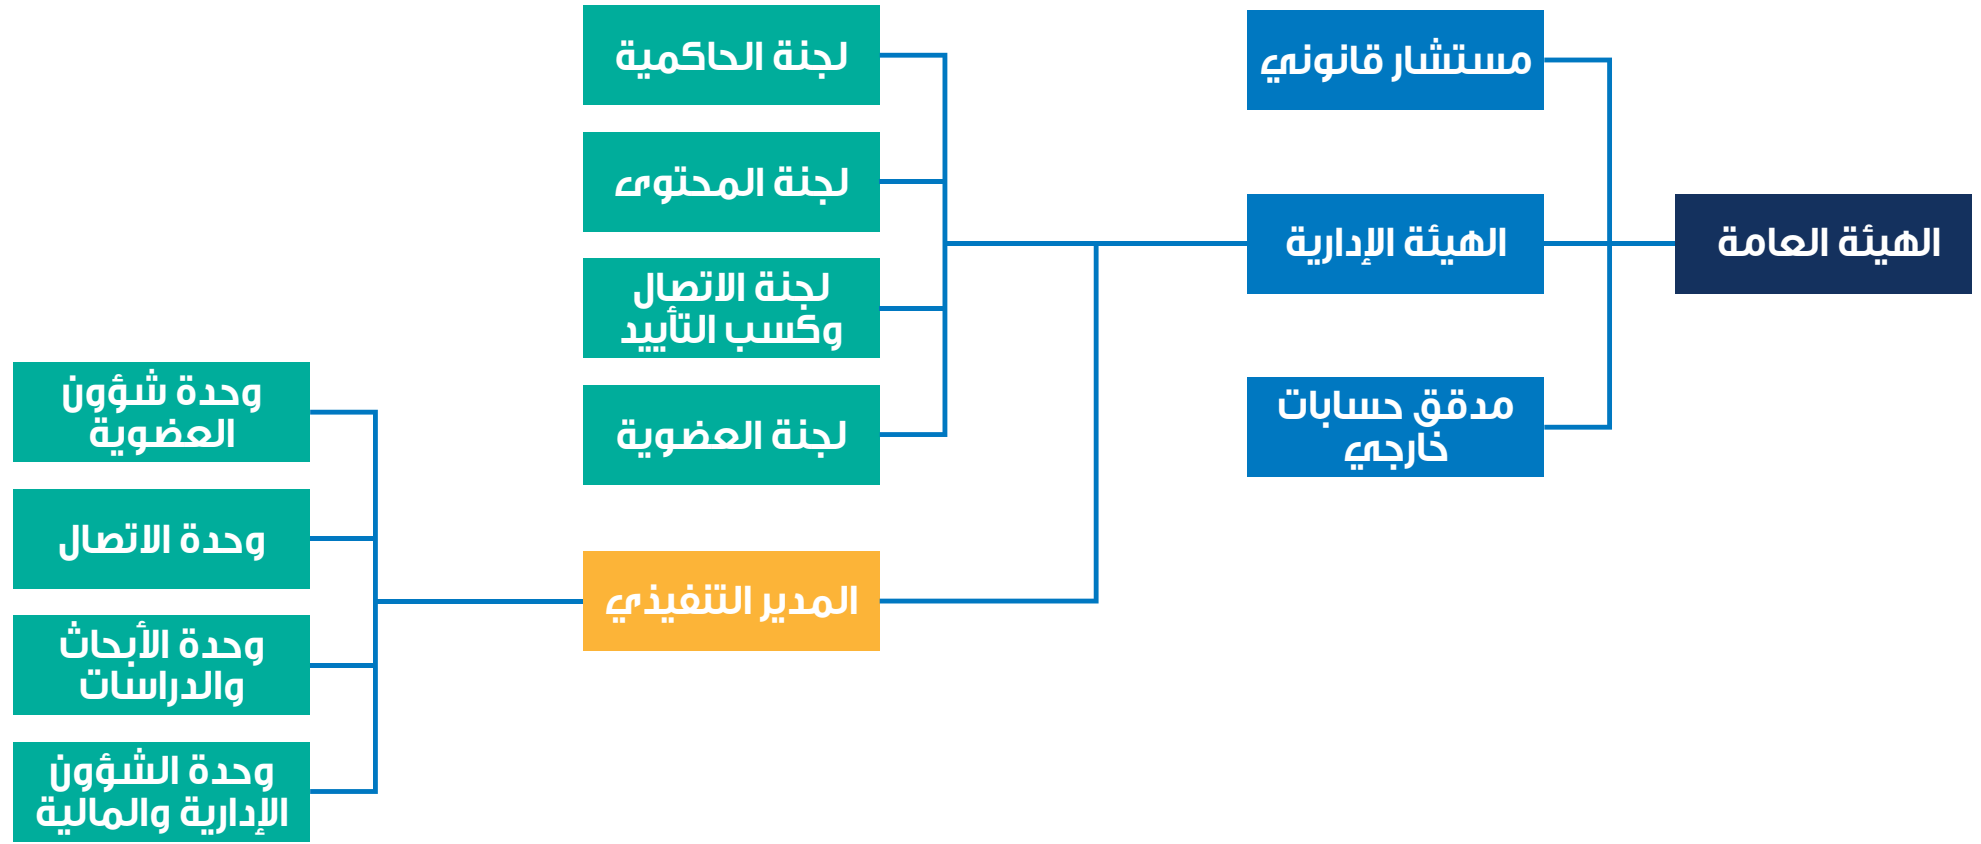 الهيئة العامة
مستشار قانوني
الهيئة الإدارية
مدقق حسابات
خارجي
لجنة الحاكمية
لجنة المحتوى
لجنة الاتصال
وكسب التأييد
لجنة العضوية
المدير التنفيذي
وحدة شؤون
العضوية
وحدة الاتصال
وحدة الأبحاث
والدراسات
وحدة الشؤون
الإدارية والمالية